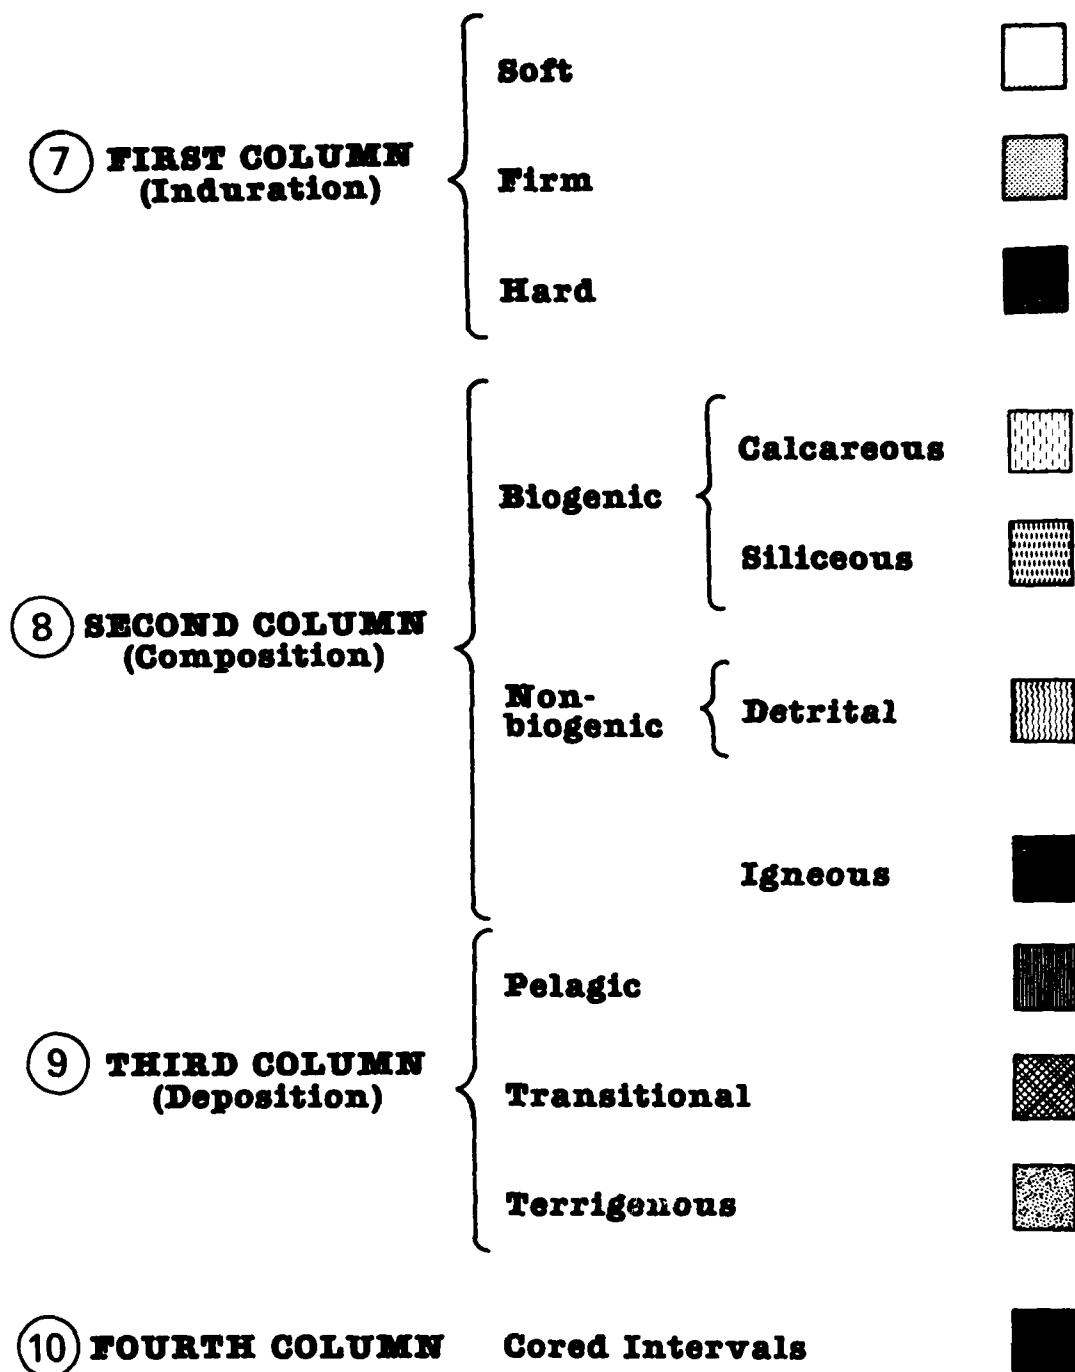 Soft
7 FIRST COLUMN
(Induration)
Firm
Hard
Calcareous
Biogenic
Siliceous
8 SECOND COLUMN
(Composition)
Non-
biogenic
Detrital
Igneous
Pelagic
9 THIRD COLUMN
(Deposition)
Transitional
Terrigenous
10 FOURTH COLUMN Cored Intervals